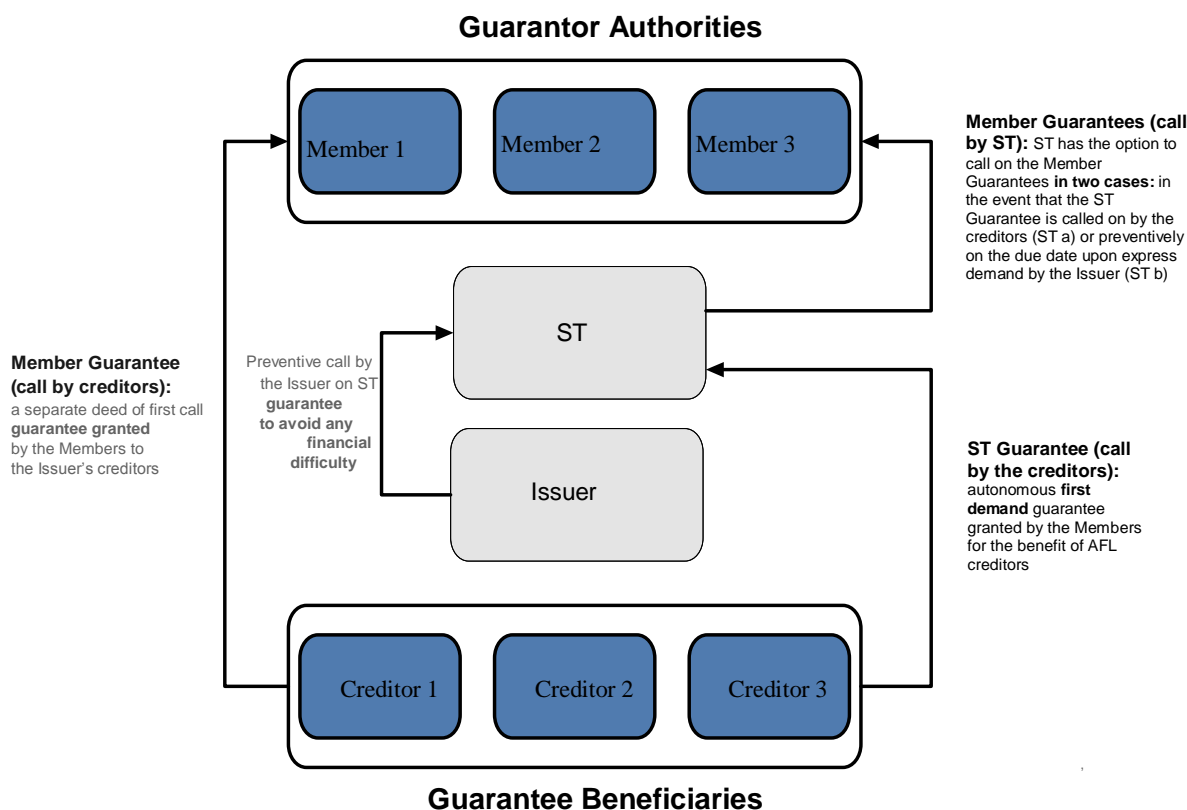 Guarantor Authorities
Member 1
Member 2
Member 3
Member Guarantees (call
by ST): ST has the option to
call on the Member
Guarantees in two cases: in
the event that the ST
Guarantee is called on by the
creditors (ST a) or preventively
on the due date upon express
demand by the Issuer (ST b)
ST
Member Guarantee
(call by creditors):
a separate deed of first call
guarantee granted
by the Members to
the Issuer's creditors
Preventive call by
the Issuer on ST
guarantee
to avoid any
financial
difficulty
Issuer
ST Guarantee (call
by the creditors):
autonomous first
demand guarantee
granted by the Members
for the benefit of AFL
creditors
Creditor 1
Creditor 2
Creditor 3
,
Guarantee Beneficiaries